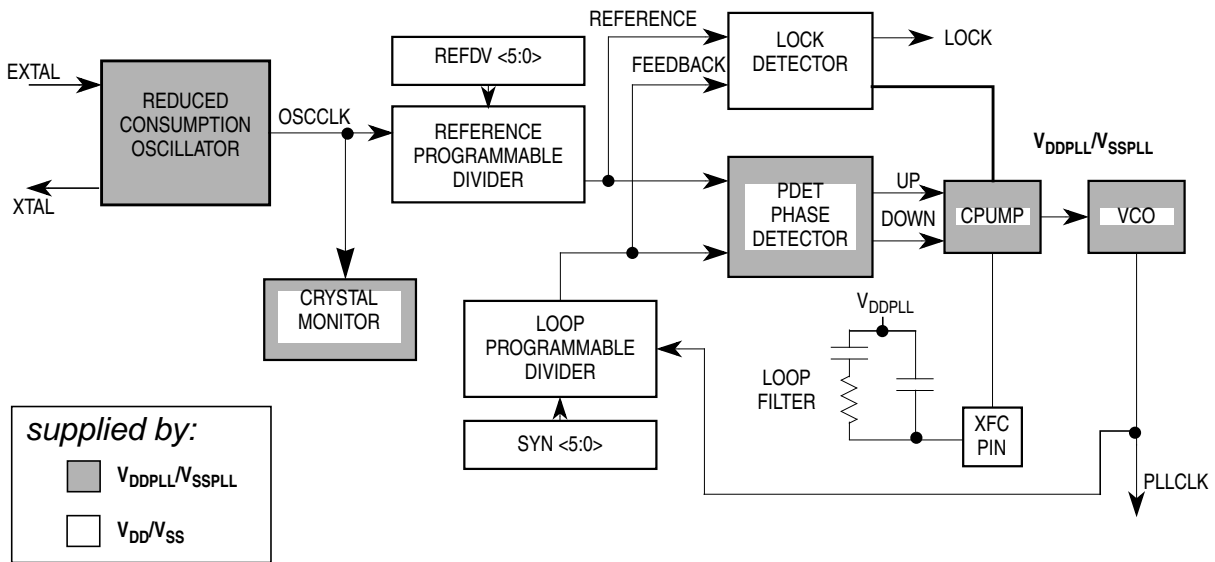 REFERENCE
REFDV <5:0>
LOCK
DETECTOR
LOCK
EXTAL
FEEDBACK
REDUCED
CONSUMPTION
OSCILLATOR
OSCCLK
REFERENCE
PROGRAMMABLE
DIVIDER
VDDPLL/VSSPLL
XTAL
PDET
PHASE
DETECTOR
UP
DOWN
CPUMP
VCO
CRYSTAL
MONITOR
LOOP
PROGRAMMABLE
DIVIDER
VDDPLL
LOOP
FILTER
XFC
PIN
SYN <5:0>
PLLCLK
supplied by:
VDDPLL/VSSPLL
VDD/VSS